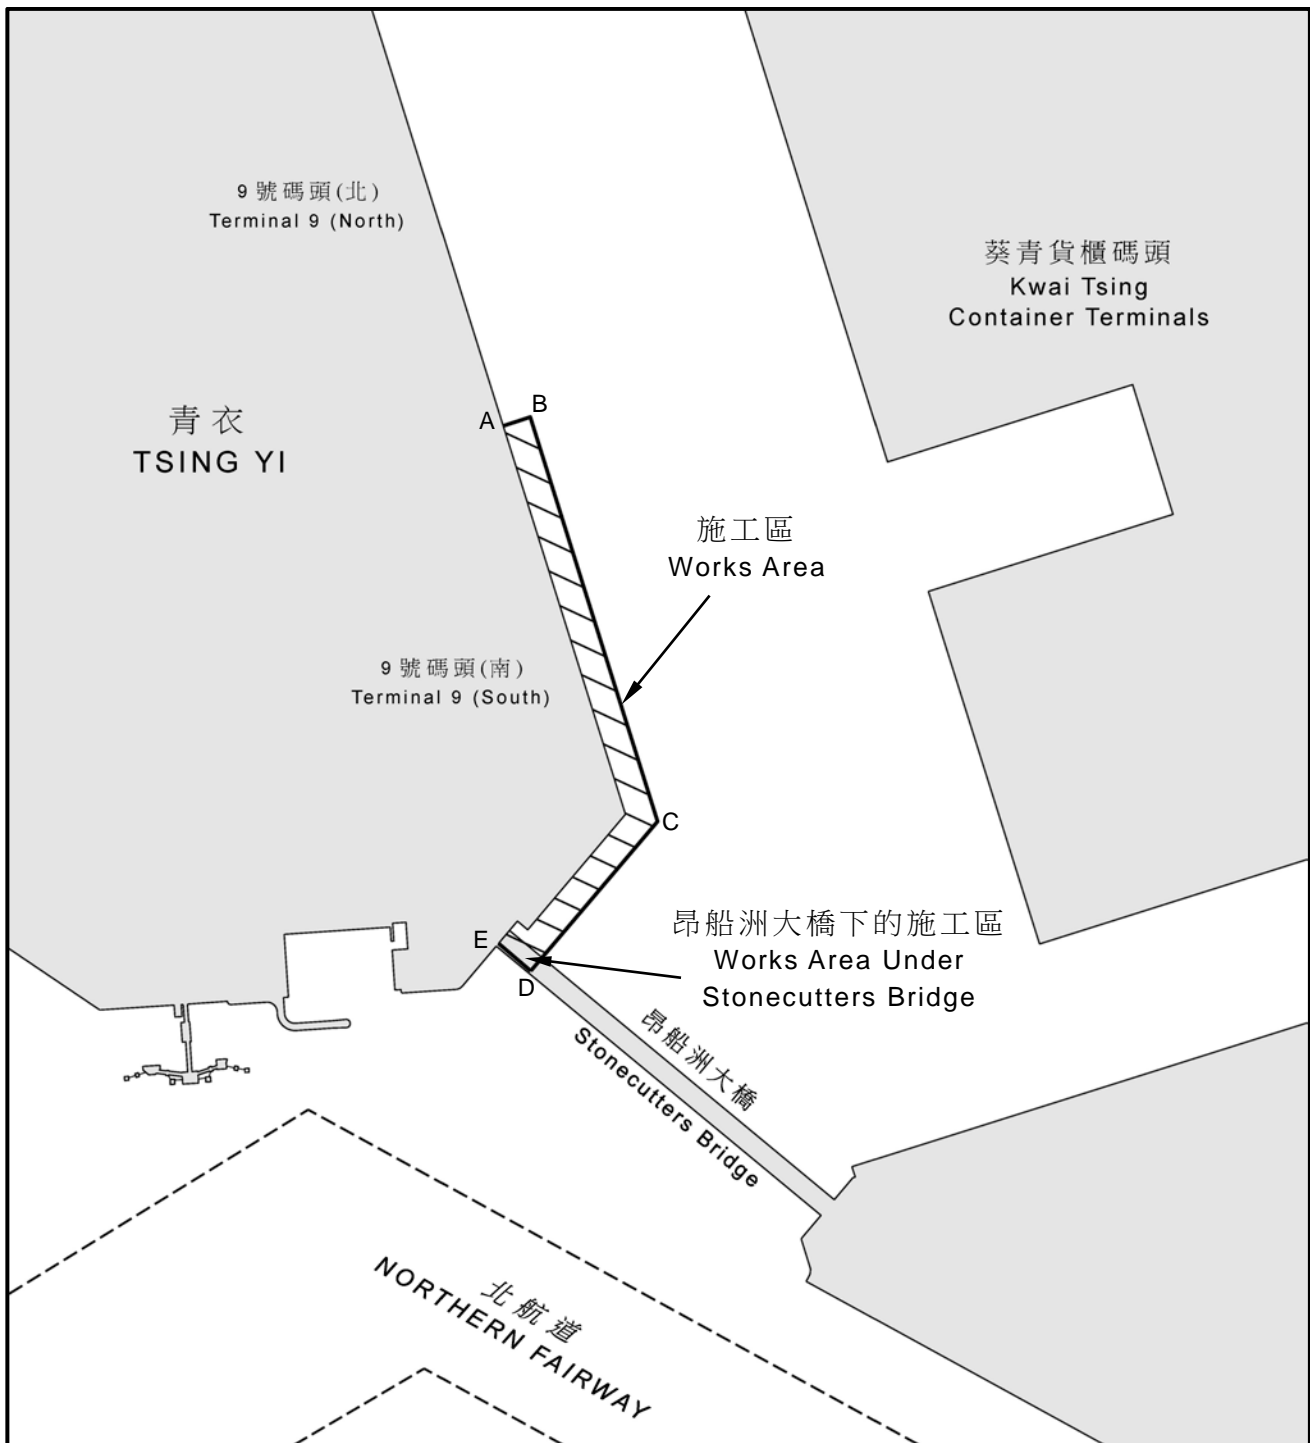 9 號碼頭(北)
Terminal 9 (North)
葵青貨櫃碼頭
Kwai Tsing
Container Terminals
青衣
TSING YI
A
B
施工區
Works Area
9 號碼頭(南)
Terminal 9 (South)
C
昂船洲大橋下的施工區
Works Area Under
Stonecutters Bridge
E
D
昂船洲大橋
Stonecutters Bridge
北航道
NORTHERN FAIRWAY